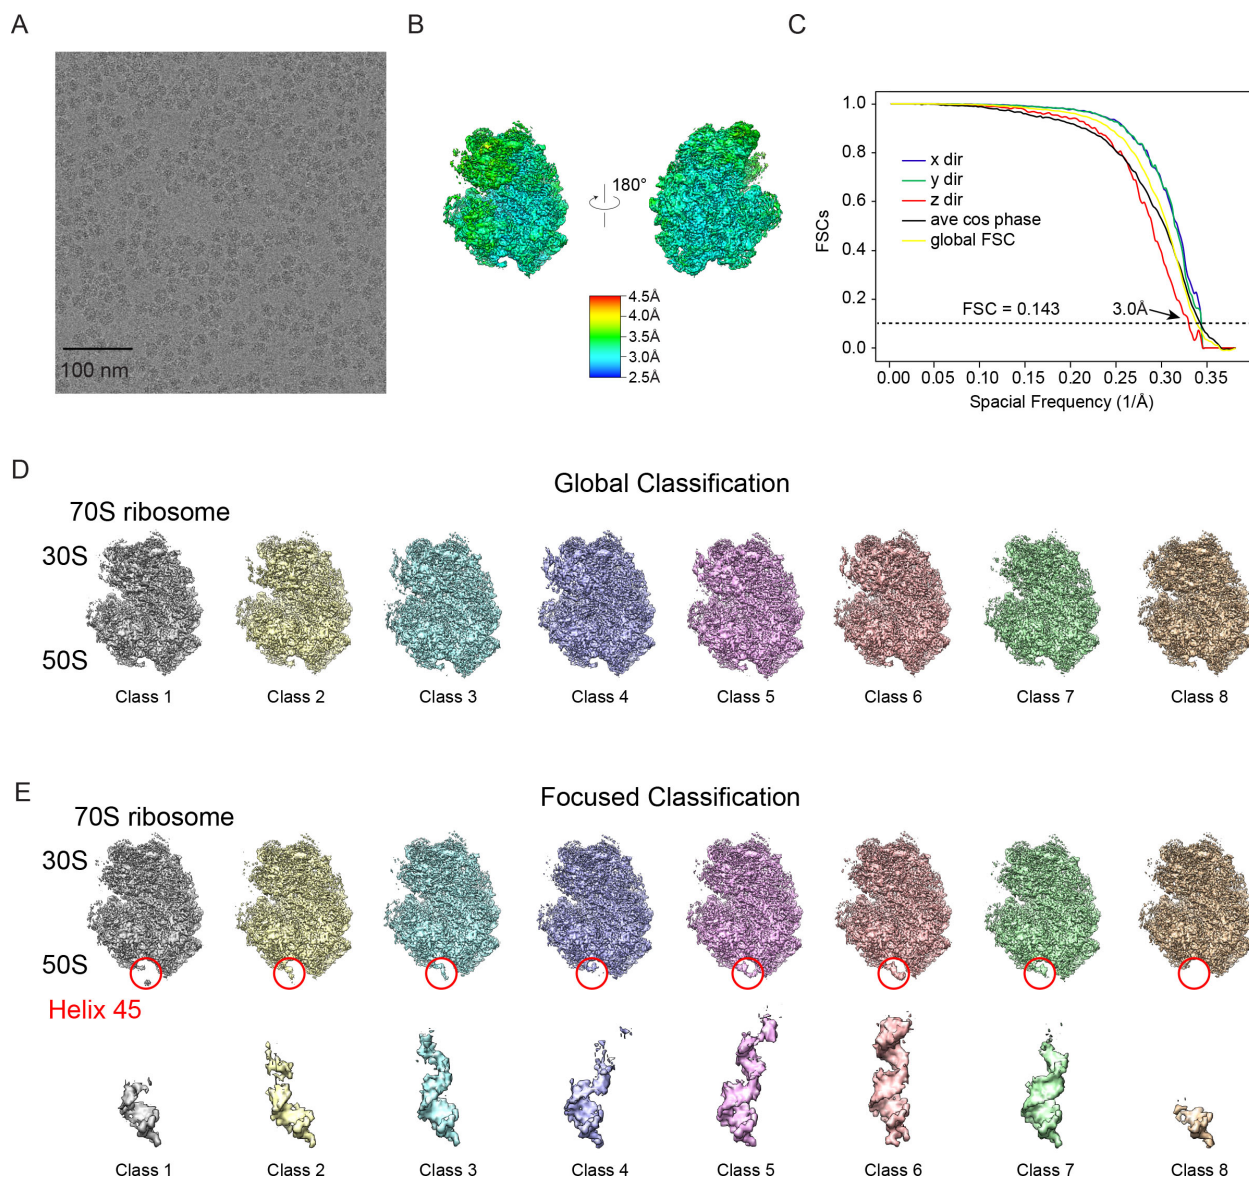 A
100 nm
B
180°
4.5Å
4.0Å
3.5Å
3.0Å
2.5Å
C
1.0
0.8
0.6
0.4
0.2
0.0
FSCs
x dir
y dir
z dir
ave cos phase
global FSC
FSC = 0.143
3.0Å
0.00 0.05 0.10 0.15 0.20 0.25 0.30 0.35
Spacial Frequency (1/Å)
D
Global Classification
70S ribosome
30S
50S
Class 1 Class 2 Class 3 Class 4 Class 5 Class 6 Class 7 Class 8
E
Focused Classification
70S ribosome
30S
50S
Helix 45
Class 1 Class 2 Class 3 Class 4 Class 5 Class 6 Class 7 Class 8